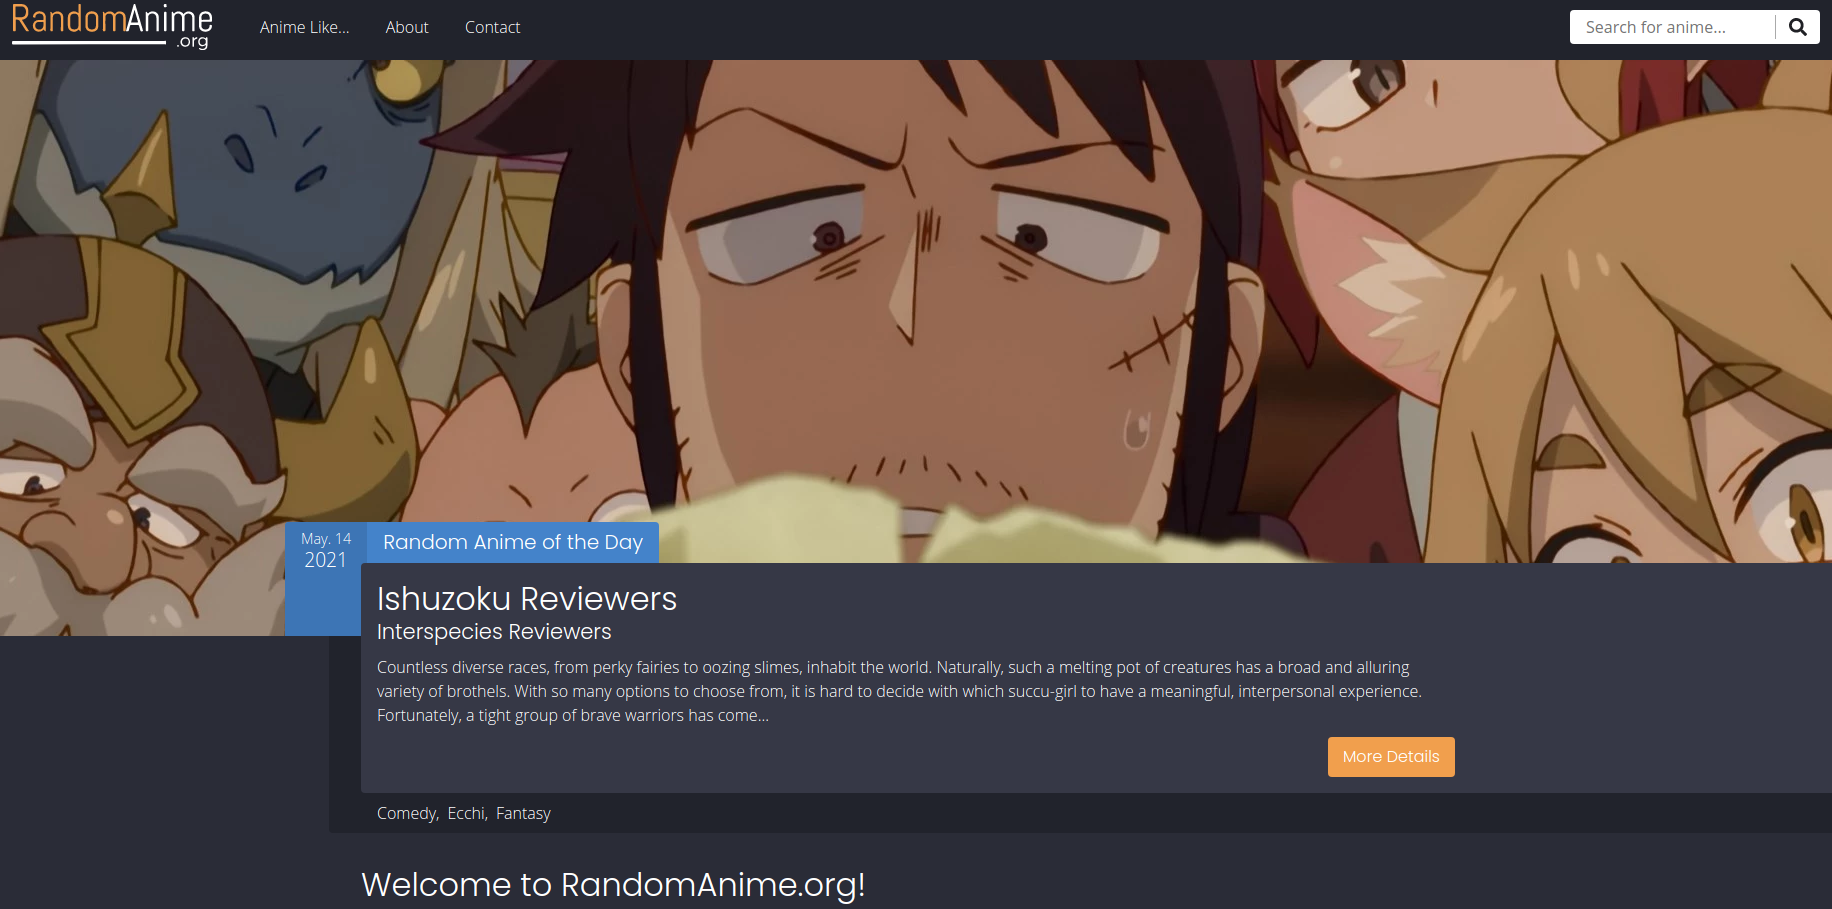 RandomAnime
.org
Anime Like...
About
Contact
Search for anime...
May. 14
2021
Random Anime of the Day
Ishuzoku Reviewers
Interspecies Reviewers
Countless diverse races, from perky fairies to oozing slimes, inhabit the world. Naturally, such a melting pot of creatures has a broad and alluring
variety of brothels. With so many options to choose from, it is hard to decide with which succu-girl to have a meaningful, interpersonal experience.
Fortunately, a tight group of brave warriors has come...
More Details
Comedy, Ecchi, Fantasy
Welcome to RandomAnime.org!